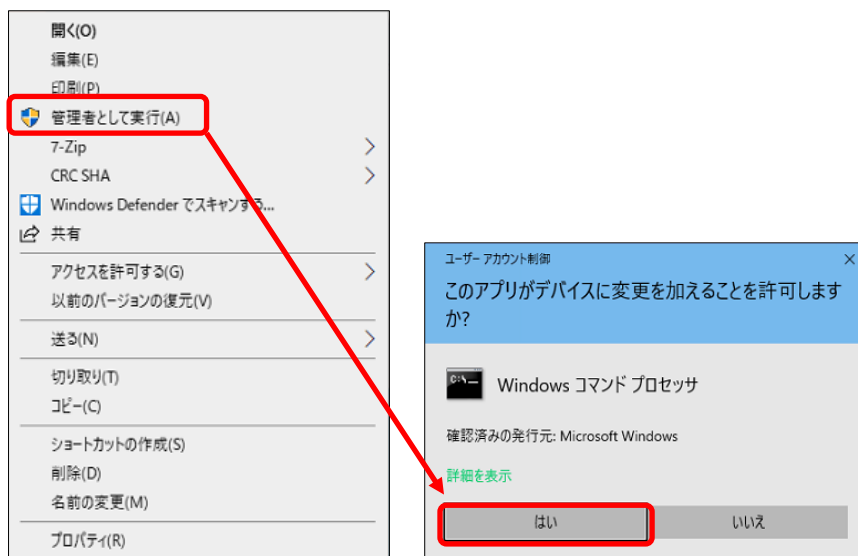 開く(O)
編集(E)
印刷(P)
管理者として実行(A)
7-Zip
CRC SHA
Windows Defender でスキャンする...
共有
アクセスを許可する(G)
以前のバージョンの復元(V)
送る(N)
切り取り(T)
コピー(C)
ショートカットの作成(S)
削除(D)
名前の変更(M)
プロパティ(R)
ユーザー アカウント制御
このアプリがデバイスに変更を加えることを許可します
か?
Windows コマンド プロセッサ
確認済みの発行元: Microsoft Windows
詳細を表示
はい
いいえ